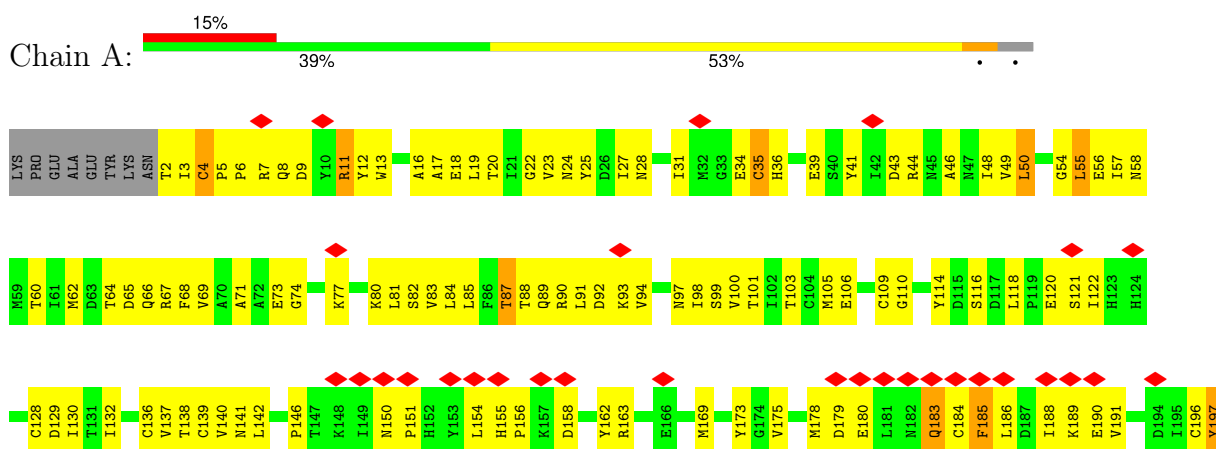 15%
Chain A:
39% 53% • •
LYS PRO GLU ALA GLU TYR LYS ASN T2 I3 C4 P5 P6 R7 Q8 D9 Y10 R11 Y12 W13 A16 A17 E18 L19 T20 I21 G22 V23 N24 Y25 D26 I27 N28 I31 M32 G33 E34 C35 H36 E39 S40 Y41 I42 D43 R44 N45 A46 N47 I48 V49 L50 G54 L55 E56 I57 N58
M59 T60 I61 M62 D63 T64 D65 Q66 R67 F68 V69 A70 A71 A72 E73 G74 K77 K80 L81 S82 V83 L84 L85 F86 T87 T88 Q89 R90 L91 D92 K93 V94 N97 I98 S99 V100 T101 I102 T103 C104 M105 E106 C109 G110 Y114 D115 S116 D117 L118 P119 E120 S121 I122 H123 H124
C128 D129 I130 T131 I132 C136 V137 T138 C139 V140 N141 L142 P146 T147 K148 I149 N150 P151 H152 Y153 L154 H155 P156 K157 D158 Y162 R163 E166 M169 Y173 G174 V175 M178 D179 E180 L181 N182 Q183 C184 F185 L186 D187 I188 K189 E190 V191 D194 I195 C196 Y197